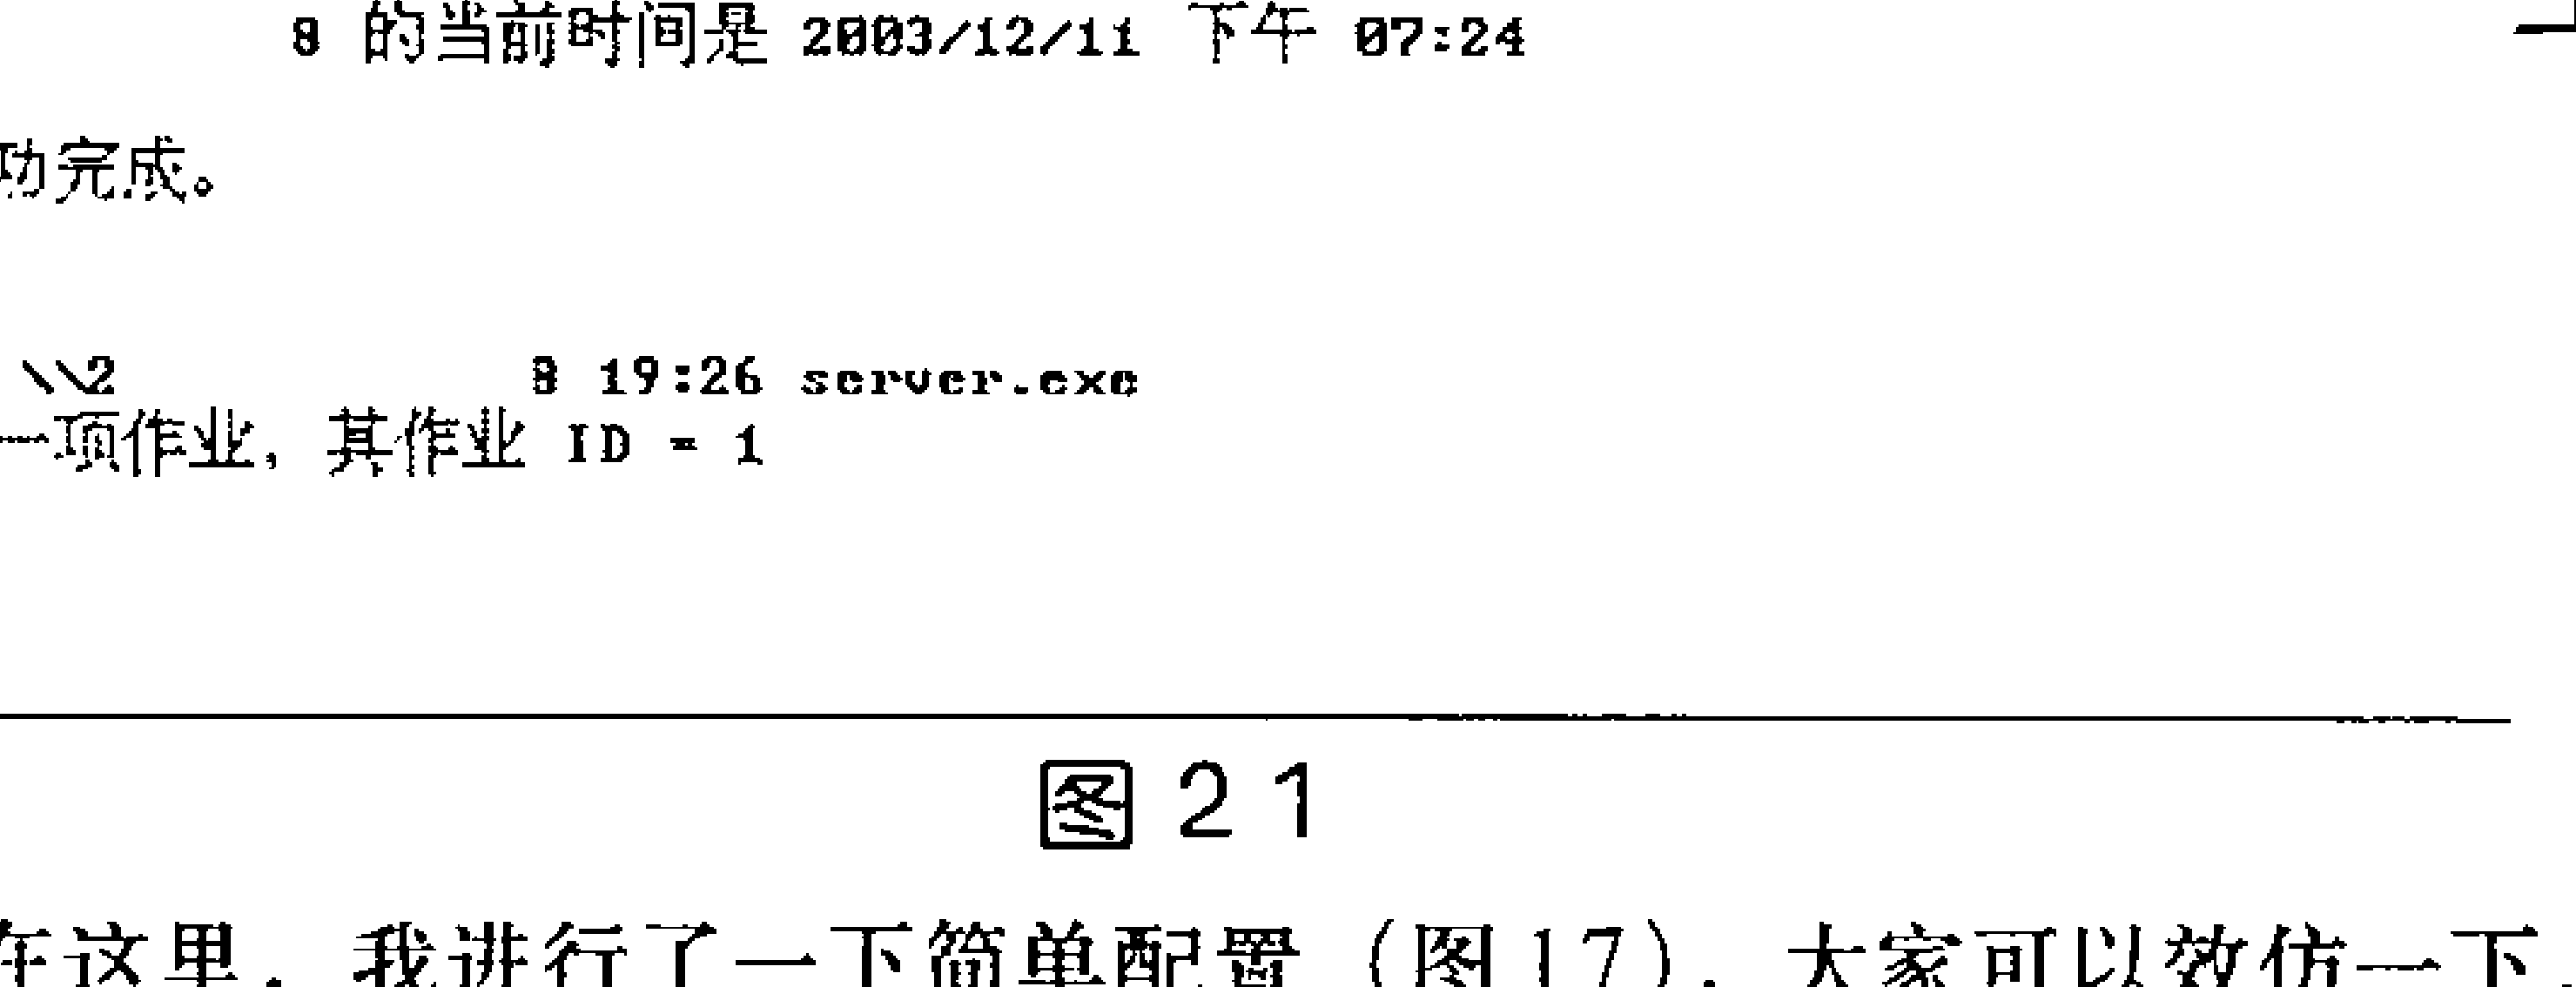 8 的当前时间是 2003/12/11 下午 07:24
功完成。
\\2 8 19:26 server.exe
一项作业, 其作业 ID = 1
图 21
在这里, 我进行了一下简单配置 (图 17), 大家可以效仿一下,